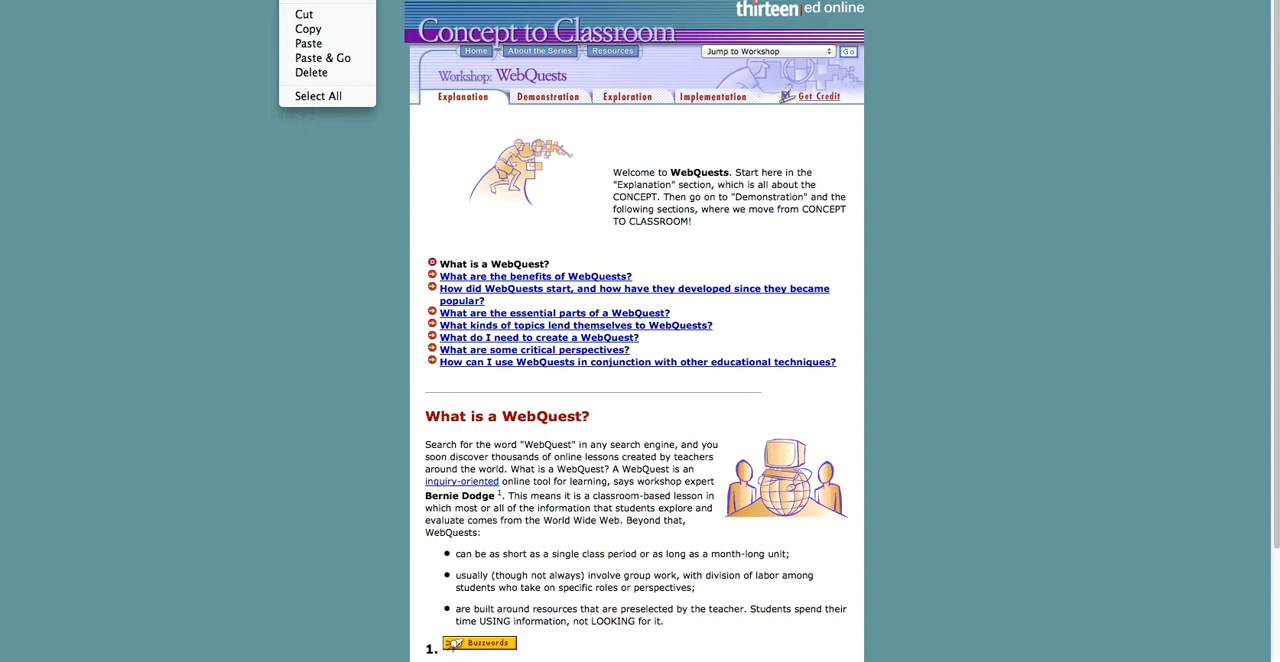 Cut
Copy
Paste
Paste & Go
Delete
Select All
thirteen ed online
Concept to Classroom
Home
About the Series
Resources
Jump to Workshop
Go
Workshop: WebQuests
Explanation
Demonstration
Exploration
Implementation
Get Credit
Welcome to WebQuests. Start here in the
"Explanation" section, which is all about the
CONCEPT. Then go on to "Demonstration" and the
following sections, where we move from CONCEPT
TO CLASSROOM!
What is a WebQuest?
What are the benefits of WebQuests?
How did WebQuests start, and how have they developed since they became
popular?
What are the essential parts of a WebQuest?
What kinds of topics lend themselves to WebQuests?
What do I need to create a WebQuest?
What are some critical perspectives?
How can I use WebQuests in conjunction with other educational techniques?
What is a WebQuest?
Search for the word "WebQuest" in any search engine, and you
soon discover thousands of online lessons created by teachers
around the world. What is a WebQuest? A WebQuest is an
inquiry-oriented online tool for learning, says workshop expert
Bernie Dodge 1. This means it is a classroom-based lesson in
which most or all of the information that students explore and
evaluate comes from the World Wide Web. Beyond that,
WebQuests:
• can be as short as a single class period or as long as a month-long unit;
• usually (though not always) involve group work, with division of labor among
students who take on specific roles or perspectives;
• are built around resources that are preselected by the teacher. Students spend their
time USING information, not LOOKING for it.
1. Buzzwords